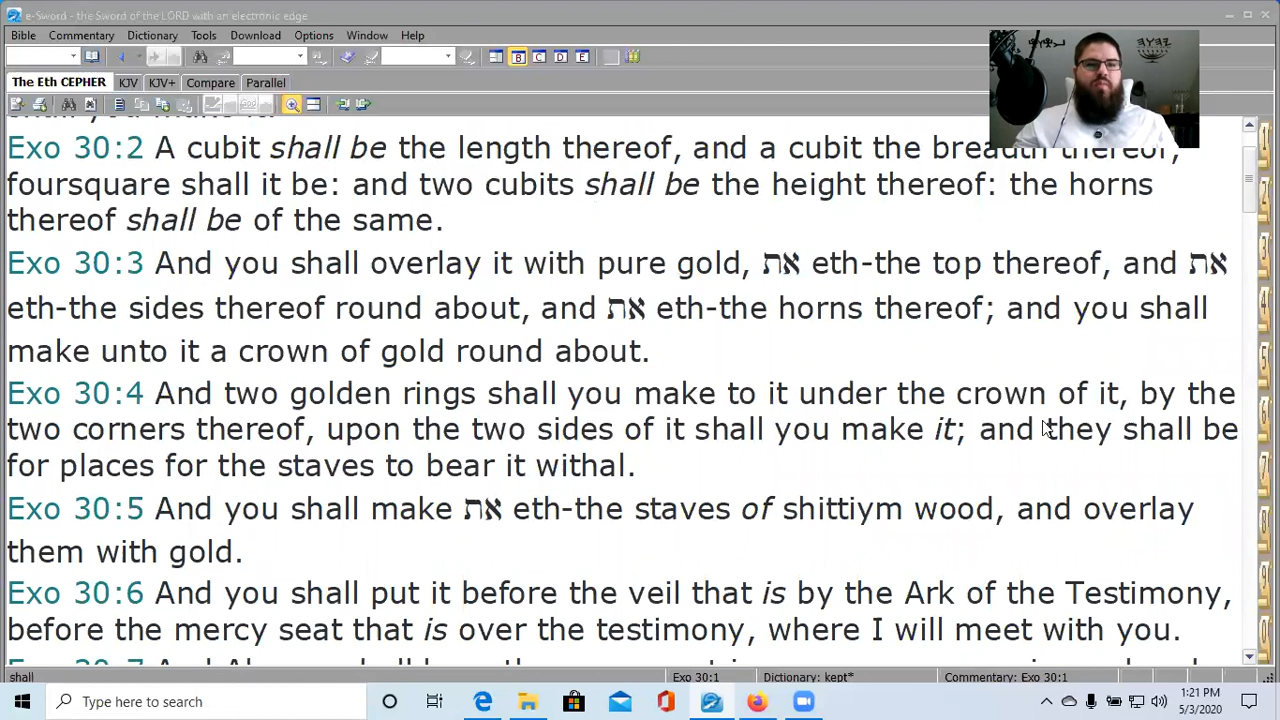 e-Sword - the Sword of the LORD with an electronic edge
Bible Commentary Dictionary Tools Download Options Window Help
B C D E
The Eth CEPHER KJV KJV+ Compare Parallel
Exo 30:2 A cubit shall be the length thereof, and a cubit the breadth thereof,
foursquare shall it be: and two cubits shall be the height thereof: the horns
thereof shall be of the same.
Exo 30:3 And you shall overlay it with pure gold, את eth-the top thereof, and את
eth-the sides thereof round about, and את eth-the horns thereof; and you shall
make unto it a crown of gold round about.
Exo 30:4 And two golden rings shall you make to it under the crown of it, by the
two corners thereof, upon the two sides of it shall you make it; and they shall be
for places for the staves to bear it withal.
Exo 30:5 And you shall make את eth-the staves of shittiym wood, and overlay
them with gold.
Exo 30:6 And you shall put it before the veil that is by the Ark of the Testimony,
before the mercy seat that is over the testimony, where I will meet with you.
shall Exo 30:1 Dictionary: kept* Commentary: Exo 30:1
Type here to search
1:21 PM
5/3/2020